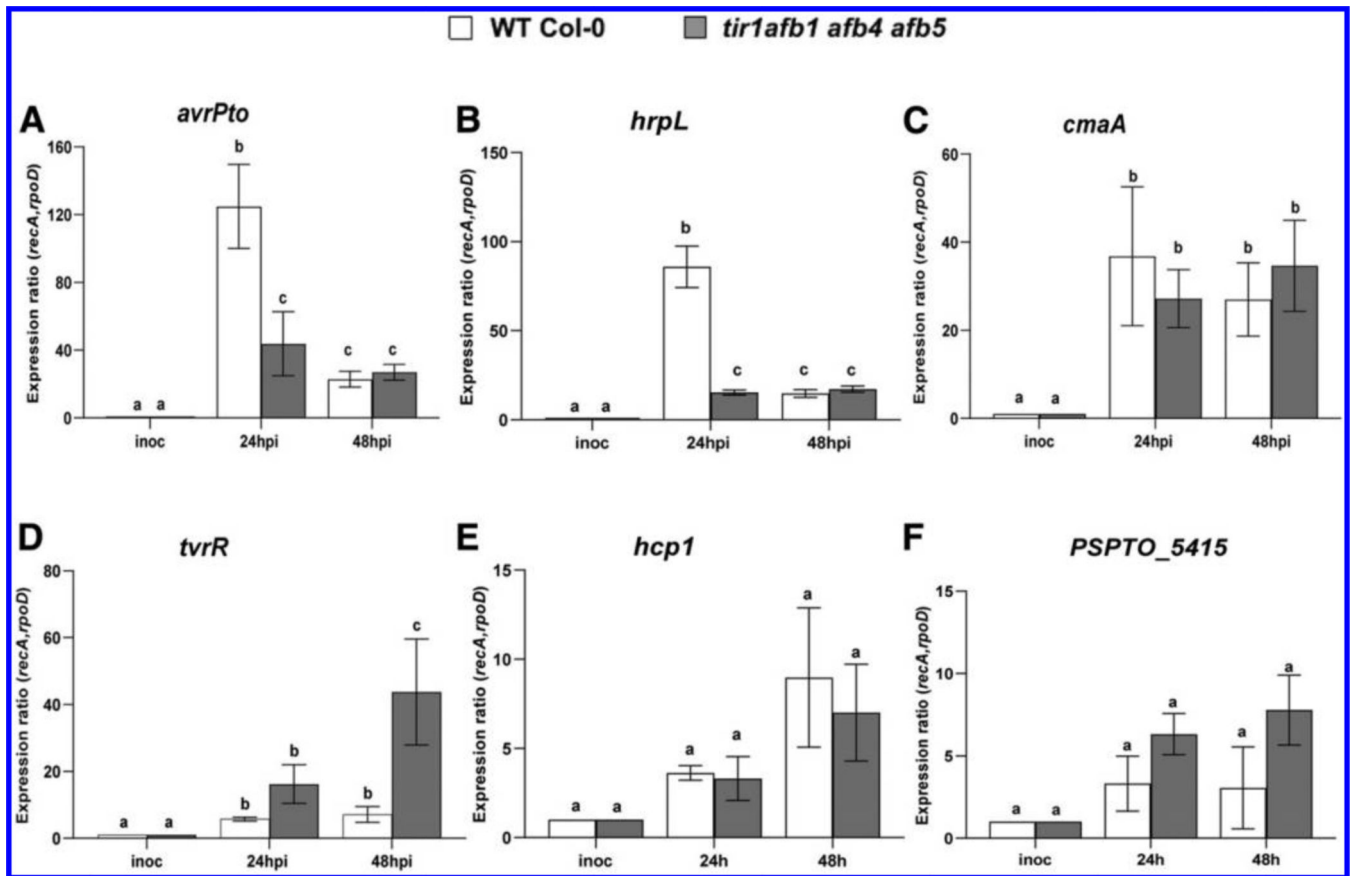 WT Col-0 tir1afb1 afb4 afb5
A avrPto
Expression ratio (recA,rpoD)
160
120
80
40
0
a a b c c c
inoc 24hpi 48hpi
B hrpL
Expression ratio (recA,rpoD)
150
100
50
0
a a b c c c
inoc 24hpi 48hpi
C cmaA
Expression ratio (recA,rpoD)
60
40
20
0
a a b b b b
inoc 24hpi 48hpi
D tvrR
Expression ratio (recA,rpoD)
80
60
40
20
0
a a b b b c
inoc 24hpi 48hpi
E hcp1
Expression ratio (recA,rpoD)
15
10
5
0
a a a a a a
inoc 24h 48h
F PSPTO_5415
Expression ratio (recA,rpoD)
15
10
5
0
a a a a a a
inoc 24h 48h